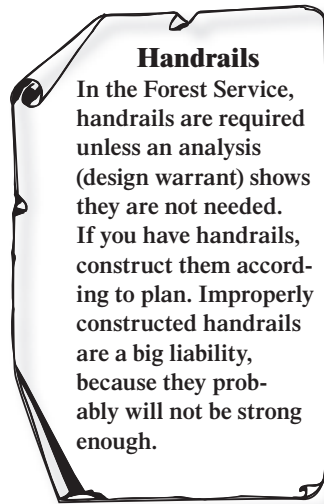 Handrails
In the Forest Service,
handrails are required
unless an analysis
(design warrant) shows
they are not needed.
If you have handrails,
construct them accord-
ing to plan. Improperly
constructed handrails
are a big liability,
because they prob-
ably will not be strong
enough.